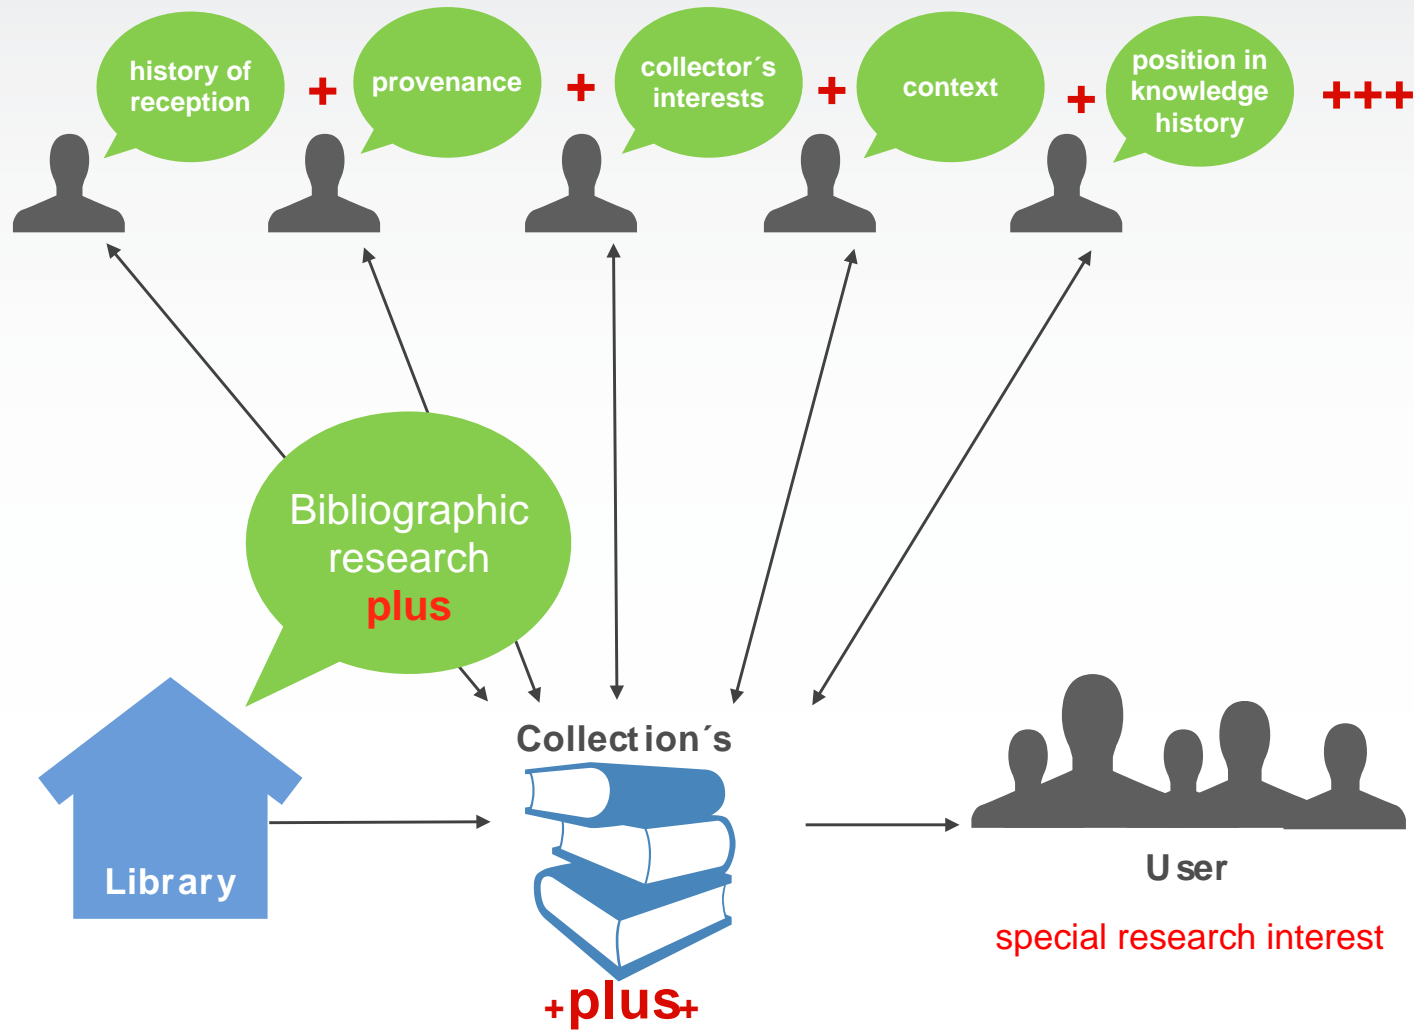 history of
reception
+
provenance
+
collector´s
interests
+
context
+
position in
knowledge
history
+++
Bibliographic
research
plus
Collection´s
Library
User
special research interest
+plus+